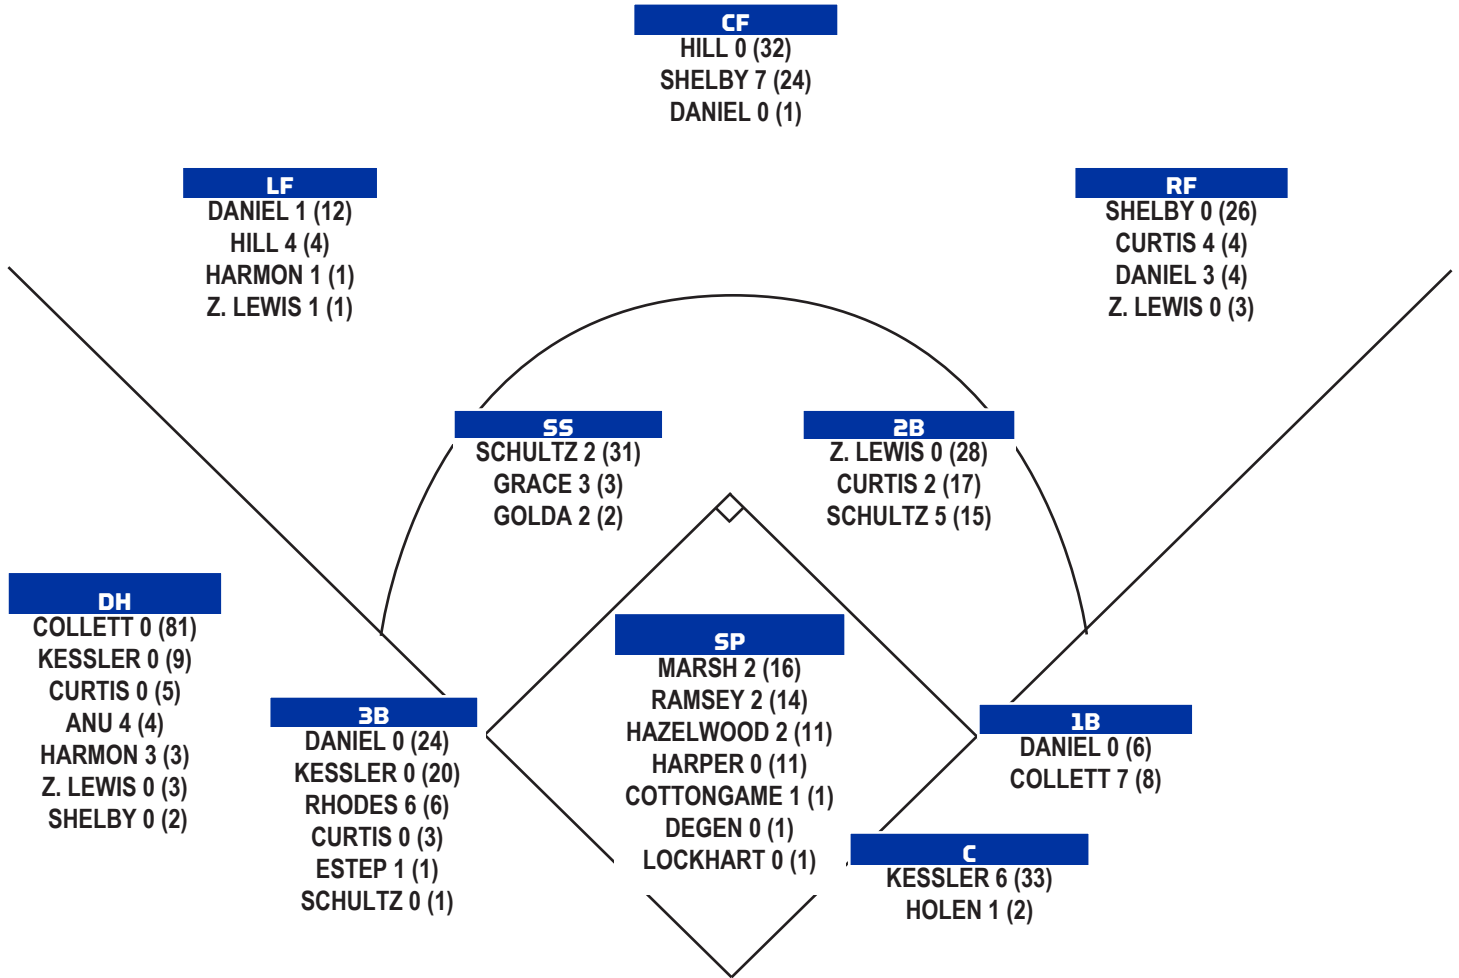 CF
HILL 0 (32)
SHELBY 7 (24)
DANIEL 0 (1)
LF
DANIEL 1 (12)
HILL 4 (4)
HARMON 1 (1)
Z. LEWIS 1 (1)
RF
SHELBY 0 (26)
CURTIS 4 (4)
DANIEL 3 (4)
Z. LEWIS 0 (3)
SS
SCHULTZ 2 (31)
GRACE 3 (3)
GOLDA 2 (2)
2B
Z. LEWIS 0 (28)
CURTIS 2 (17)
SCHULTZ 5 (15)
DH
COLLETT 0 (81)
KESSLER 0 (9)
CURTIS 0 (5)
ANU 4 (4)
HARMON 3 (3)
Z. LEWIS 0 (3)
SHELBY 0 (2)
3B
DANIEL 0 (24)
KESSLER 0 (20)
RHODES 6 (6)
CURTIS 0 (3)
ESTEP 1 (1)
SCHULTZ 0 (1)
SP
MARSH 2 (16)
RAMSEY 2 (14)
HAZELWOOD 2 (11)
HARPER 0 (11)
COTTONGAME 1 (1)
DEGEN 0 (1)
LOCKHART 0 (1)
1B
DANIEL 0 (6)
COLLETT 7 (8)
C
KESSLER 6 (33)
HOLEN 1 (2)